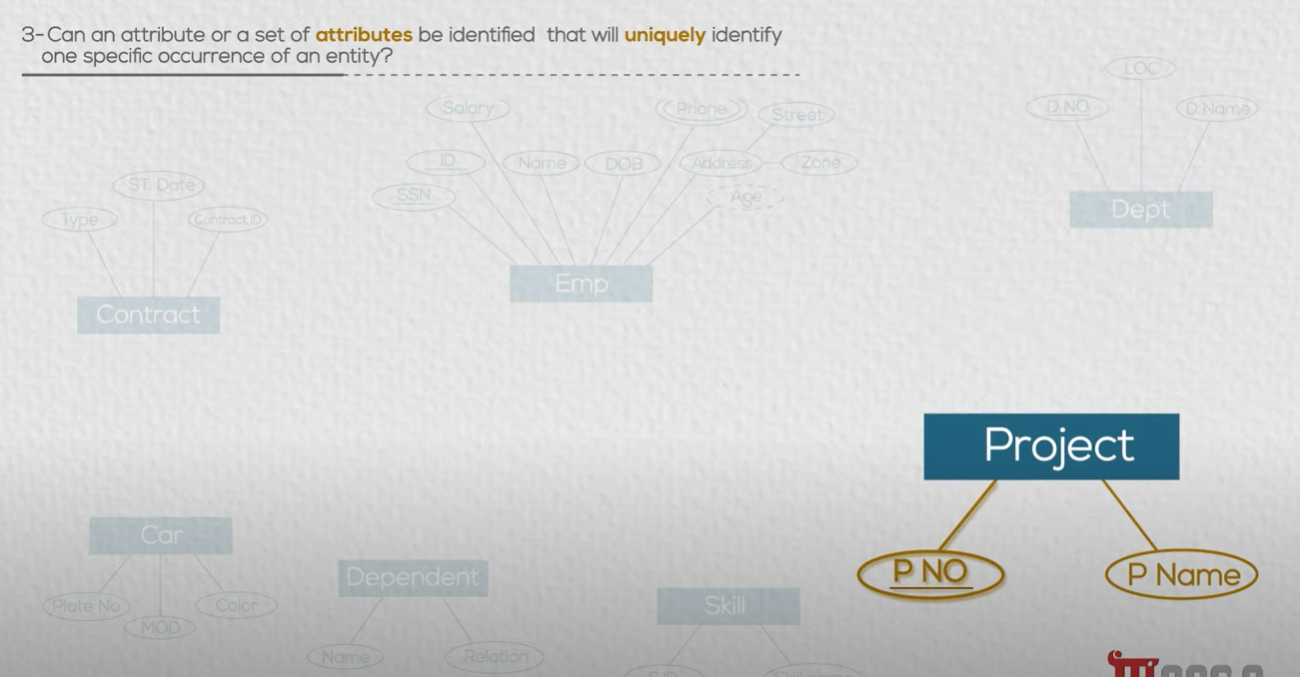 3-Can an attribute or a set of attributes be identified that will uniquely identify
one specific occurrence of an entity?
LOC
D NO
D Name
Dept
Salary
Phone
Street
ID
Name
DOB
Address
Zone
SSN
Age
Emp
ST. Date
Type
Contract ID
Contract
Project
P NO
P Name
Car
Plate No
MOD
Color
Dependent
Name
Relation
Skill